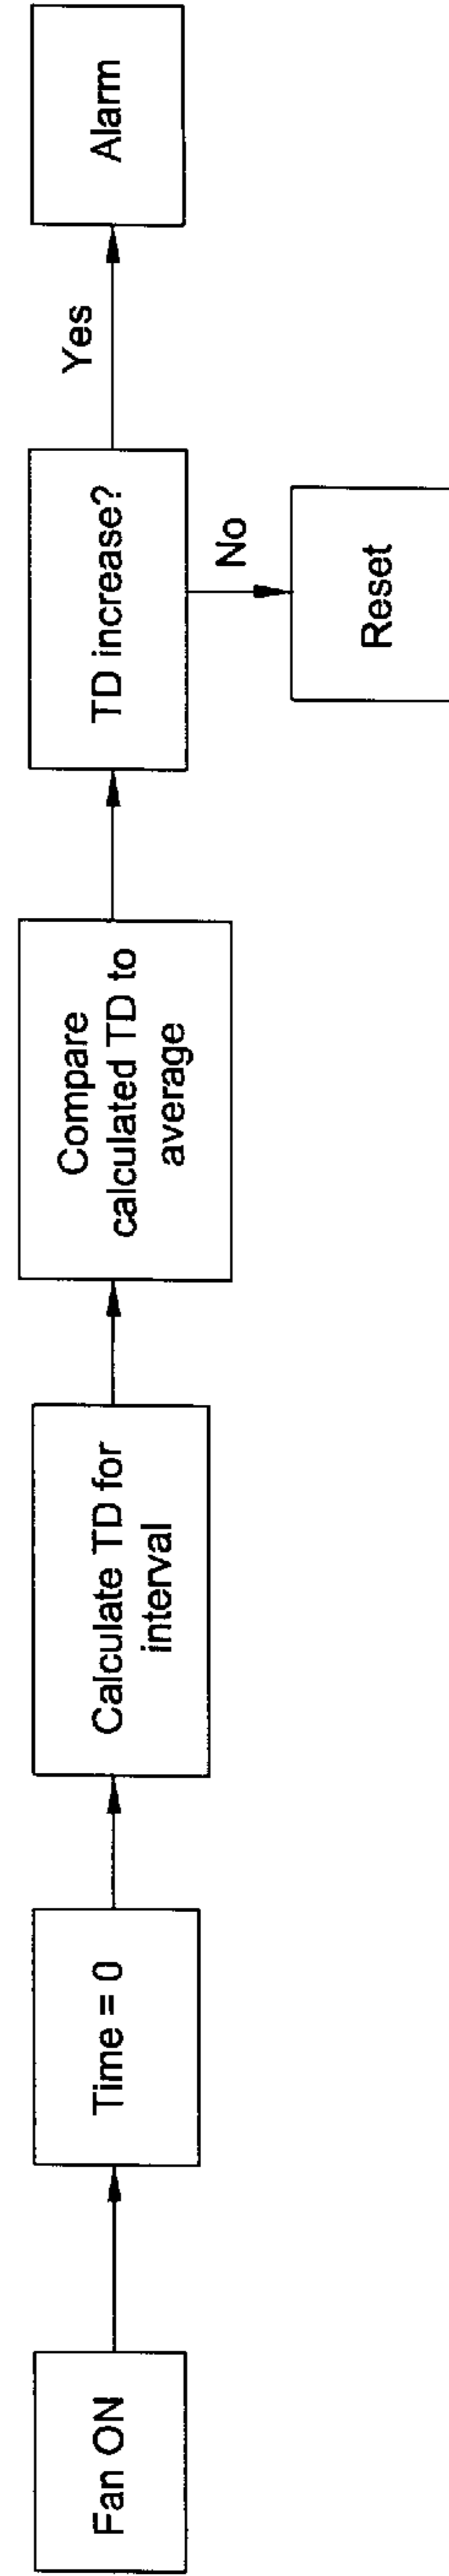 Fan ON
Time = 0
Calculate TD for
interval
Compare
calculated TD to
average
TD increase?
Yes
Alarm
No
Reset